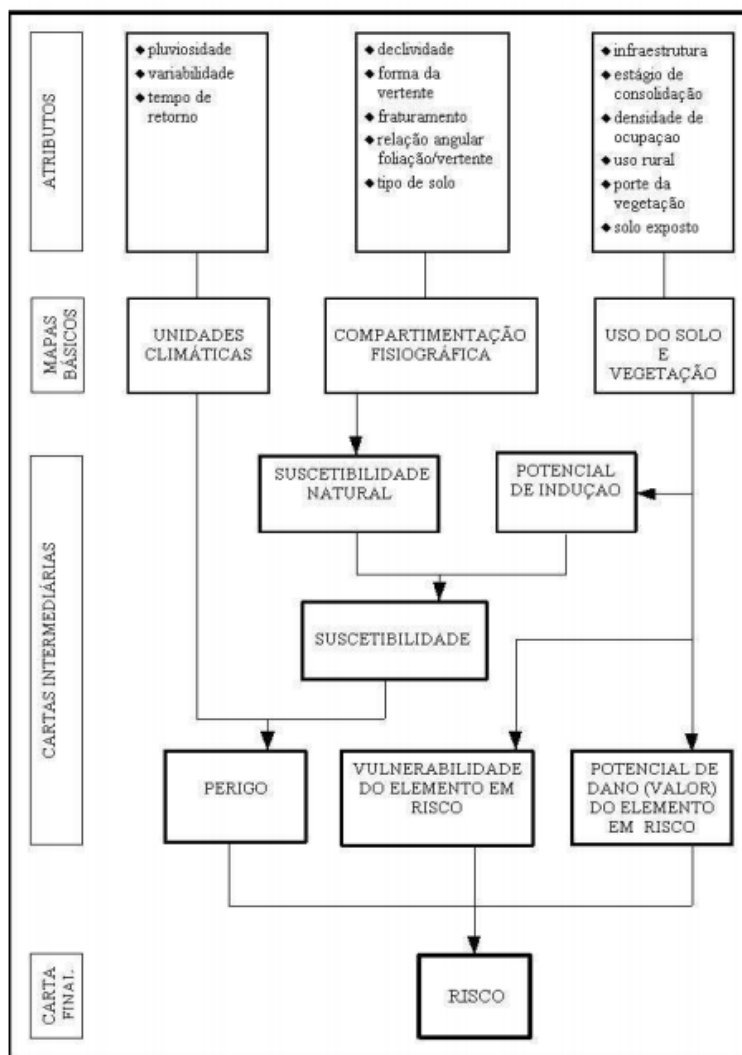 ATRIBUTOS
◆ pluviosidade
◆ variabilidade
◆ tempo de
retorno
◆ declividade
◆ forma da
vertente
◆ fraturamento
◆ relação angular
foliação/vertente
◆ tipo de solo
◆ infraestrutura
◆ estágio de
consolidação
◆ densidade de
ocupaçao
◆ uso rural
◆ porte da
vegetação
◆ solo exposto
MAPAS
BÁSICOS
UNIDADES
CLIMÁTICAS
COMPARTIMENTAÇÃO
FISIOGRÁFICA
USO DO SOLO
E
VEGETAÇÃO
CARTAS INTERMEDIÁRIAS
SUSCETIBILIDADE
NATURAL
POTENCIAL
DE INDUÇAO
SUSCETIBILIDADE
PERIGO
VULNERABILIDADE
DO ELEMENTO EM
RISCO
POTENCIAL DE
DANO (VALOR)
DO ELEMENTO
EM RISCO
CARTA
FINAL
RISCO